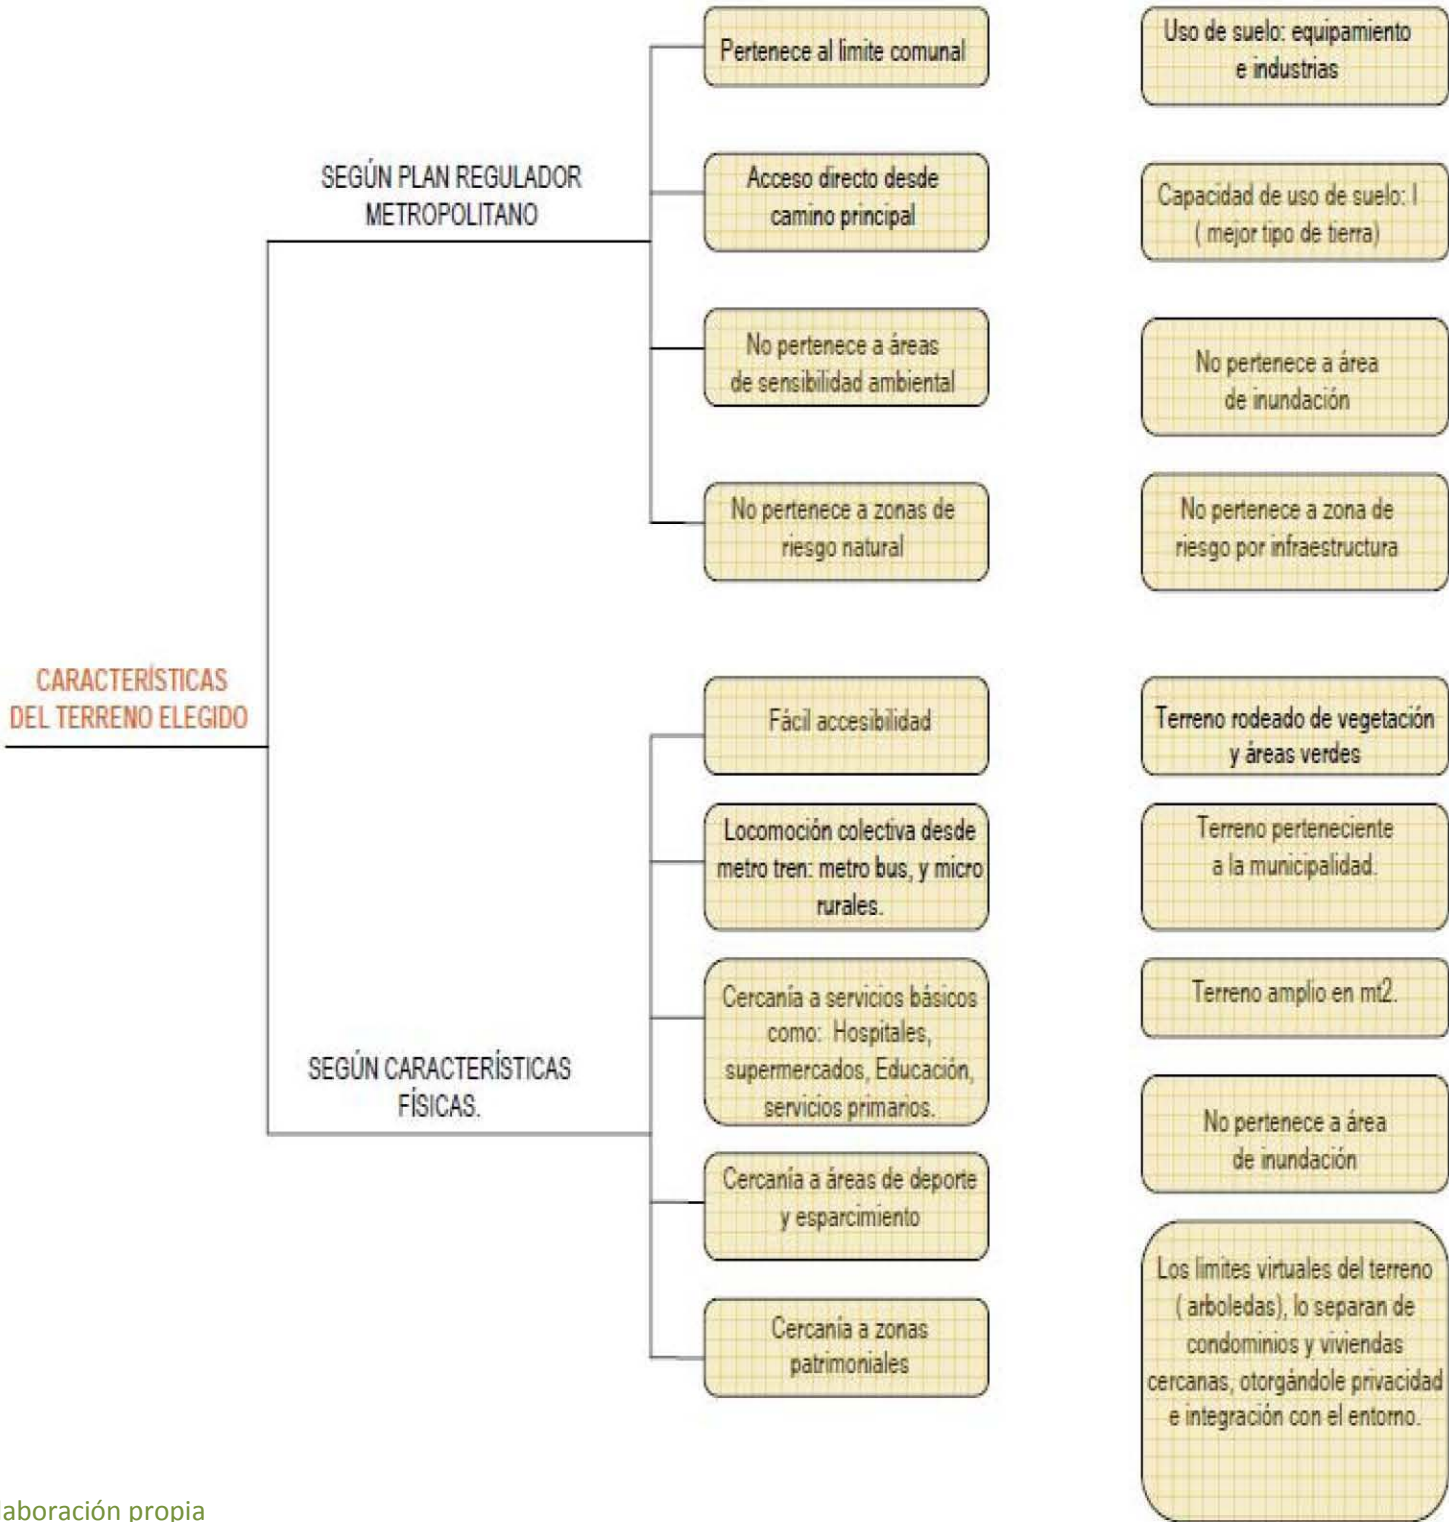 CARACTERÍSTICAS
DEL TERRENO ELEGIDO
SEGÚN PLAN REGULADOR
METROPOLITANO
Pertenece al limite comunal
Uso de suelo: equipamiento
e industrias
Acceso directo desde
camino principal
Capacidad de uso de suelo: I
( mejor tipo de tierra)
No pertenece a áreas
de sensibilidad ambiental
No pertenece a área
de inundación
No pertenece a zonas de
riesgo natural
No pertenece a zona de
riesgo por infraestructura
SEGÚN CARACTERÍSTICAS
FÍSICAS.
Fácil accesibilidad
Terreno rodeado de vegetación
y áreas verdes
Locomoción colectiva desde
metro tren: metro bus, y micro
rurales.
Terreno perteneciente
a la municipalidad.
Cercanía a servicios básicos
como: Hospitales,
supermercados, Educación,
servicios primarios.
Terreno amplio en mt2.
No pertenece a área
de inundación
Cercanía a áreas de deporte
y esparcimiento
Cercanía a zonas
patrimoniales
Los limites virtuales del terreno
( arboledas), lo separan de
condominios y viviendas
cercanas, otorgándole privacidad
e integración con el entorno.
laboración propia